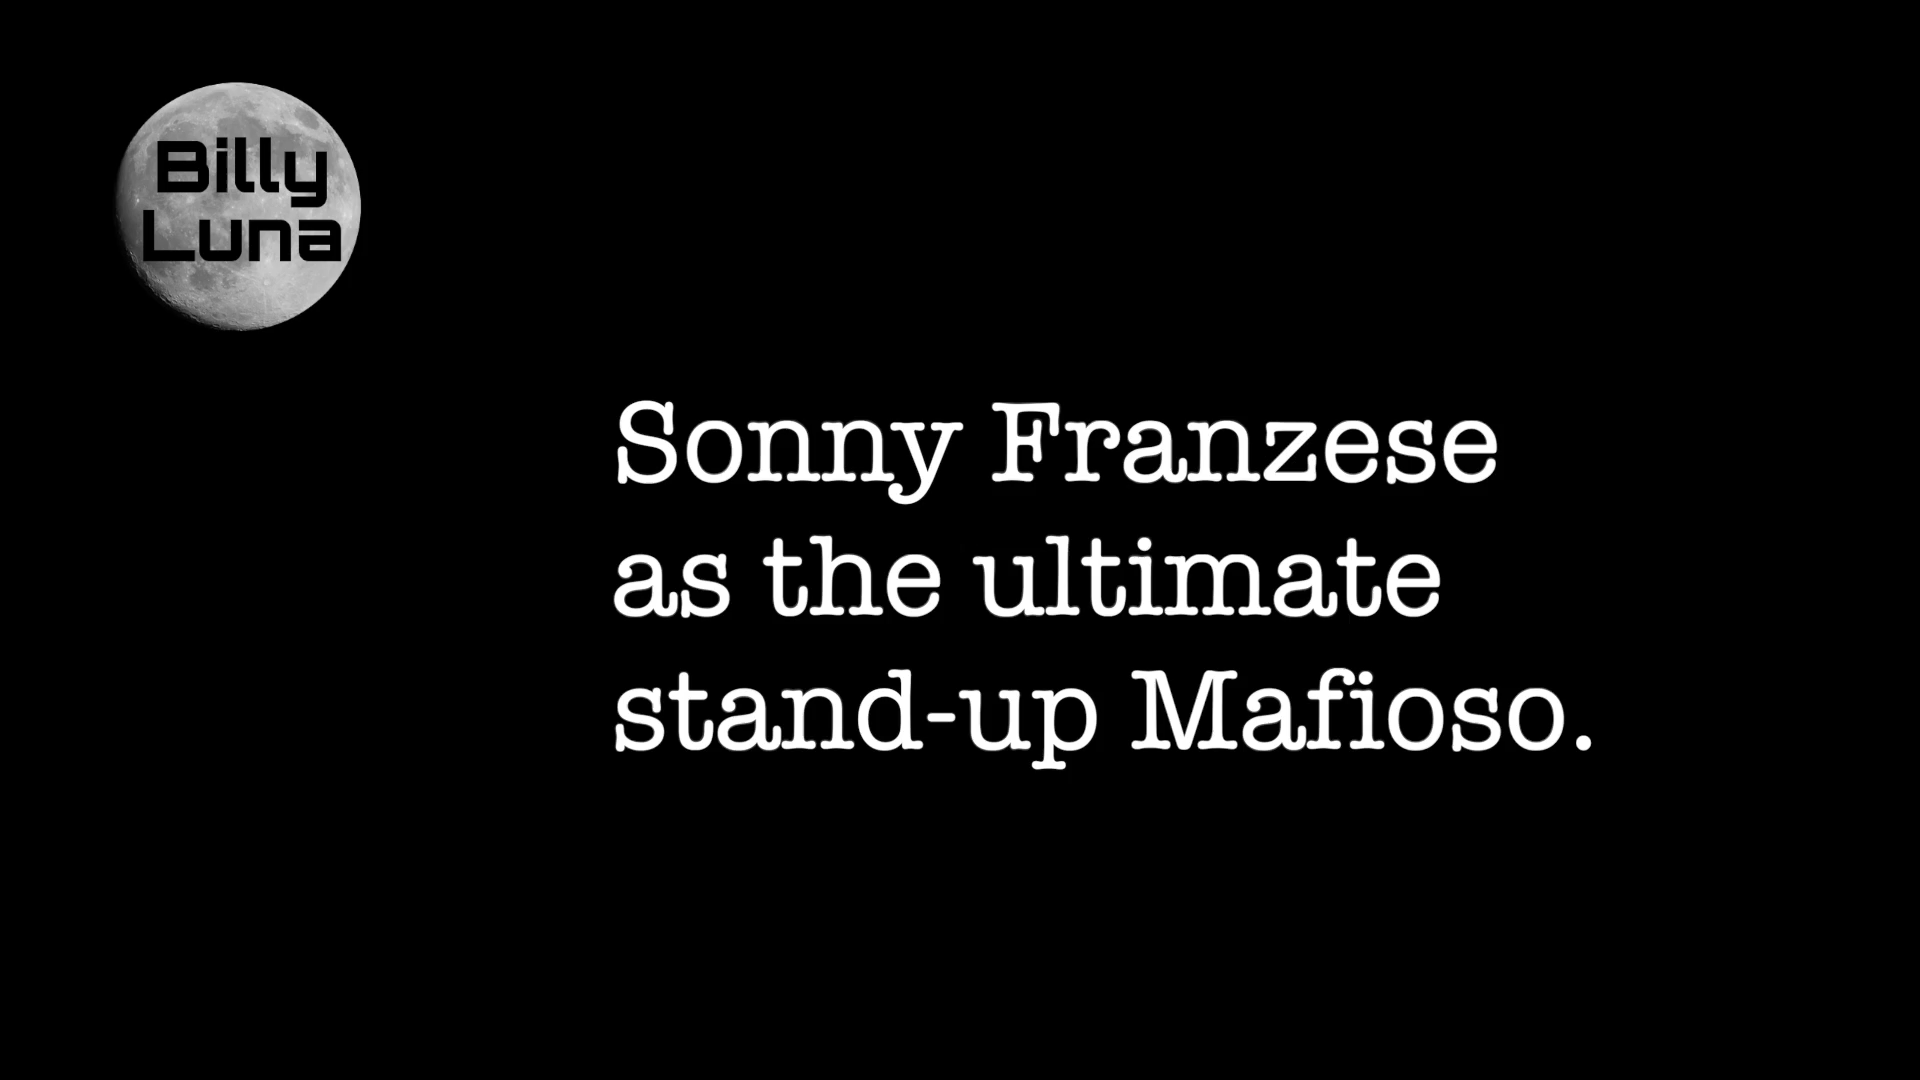 Billy
Luna
Sonny Franzese
as the ultimate
stand-up Mafioso.